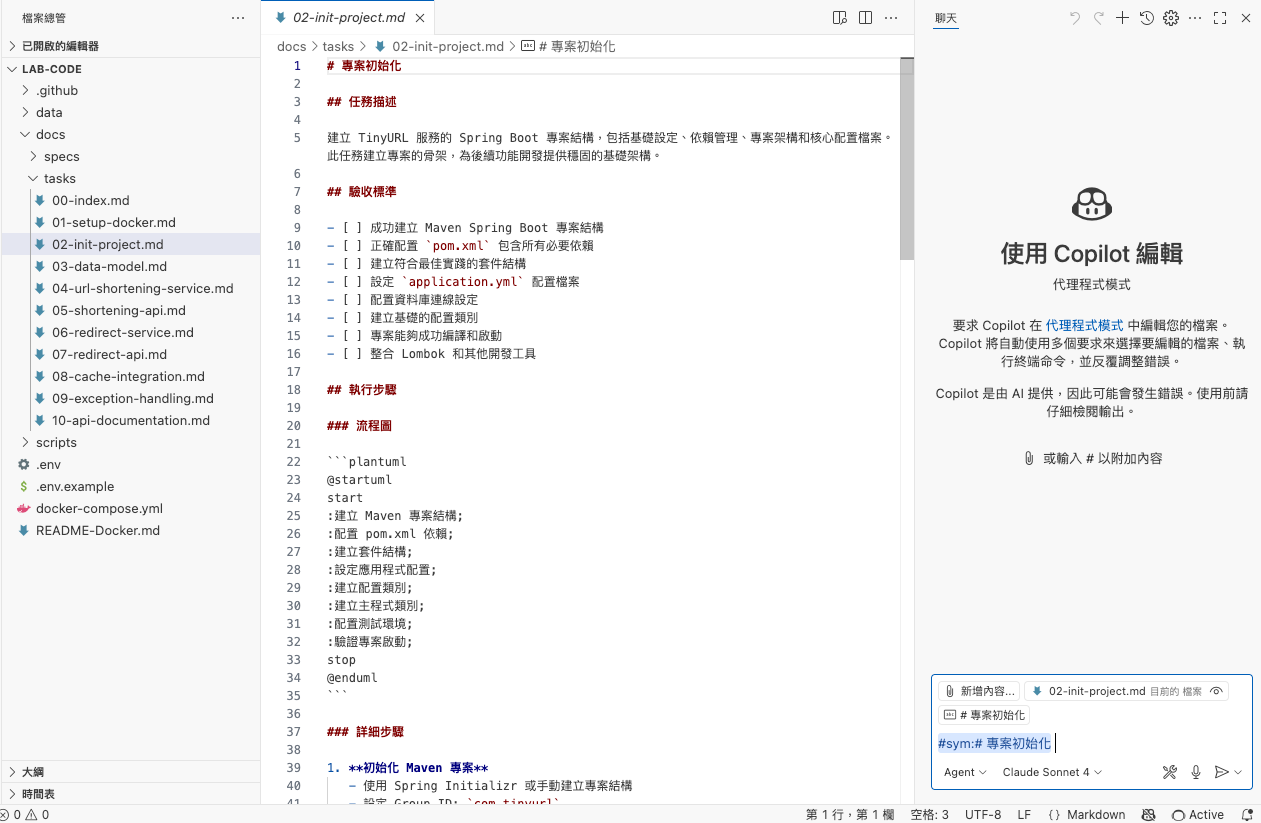 檔案總管
···
已開啟的編輯器
LAB-CODE
.github
data
docs
specs
tasks
00-index.md
01-setup-docker.md
02-init-project.md
03-data-model.md
04-url-shortening-service.md
05-shortening-api.md
06-redirect-service.md
07-redirect-api.md
08-cache-integration.md
09-exception-handling.md
10-api-documentation.md
scripts
.env
.env.example
docker-compose.yml
README-Docker.md
大綱
時間表
02-init-project.md
docs > tasks > 02-init-project.md > # 專案初始化
1 # 專案初始化
2
3 ## 任務描述
4
5 建立 TinyURL 服務的 Spring Boot 專案結構，包括基礎設定、依賴管理、專案架構和核心配置檔案。
此任務建立專案的骨架，為後續功能開發提供穩固的基礎架構。
6
7 ## 驗收標準
8
9 - [ ] 成功建立 Maven Spring Boot 專案結構
10 - [ ] 正確配置 `pom.xml` 包含所有必要依賴
11 - [ ] 建立符合最佳實踐的套件結構
12 - [ ] 設定 `application.yml` 配置檔案
13 - [ ] 配置資料庫連線設定
14 - [ ] 建立基礎的配置類別
15 - [ ] 專案能夠成功編譯和啟動
16 - [ ] 整合 Lombok 和其他開發工具
17
18 ## 執行步驟
19
20 ### 流程圖
21
22 ```plantuml
23 @startuml
24 start
25 :建立 Maven 專案結構;
26 :配置 pom.xml 依賴;
27 :建立套件結構;
28 :設定應用程式配置;
29 :建立配置類別;
30 :建立主程式類別;
31 :配置測試環境;
32 :驗證專案啟動;
33 stop
34 @enduml
35 ```
36
37 ### 詳細步驟
38
39 1. **初始化 Maven 專案**
40 - 使用 Spring Initializr 或手動建立專案結構
41 - 設定 Group ID: `com.tinyurl`
聊天
使用 Copilot 編輯
代理程式模式
要求 Copilot 在 代理程式模式 中編輯您的檔案。
Copilot 將自動使用多個要求來選擇要編輯的檔案、執
行終端命令，並反覆調整錯誤。
Copilot 是由 AI 提供，因此可能會發生錯誤。使用前請
仔細檢閱輸出。
或輸入 # 以附加內容
新增內容...
02-init-project.md 目前的 檔案
# 專案初始化
#sym:# 專案初始化
Agent
Claude Sonnet 4
0 0
第 1 行，第 1 欄
空格: 3
UTF-8
LF
{} Markdown
Active